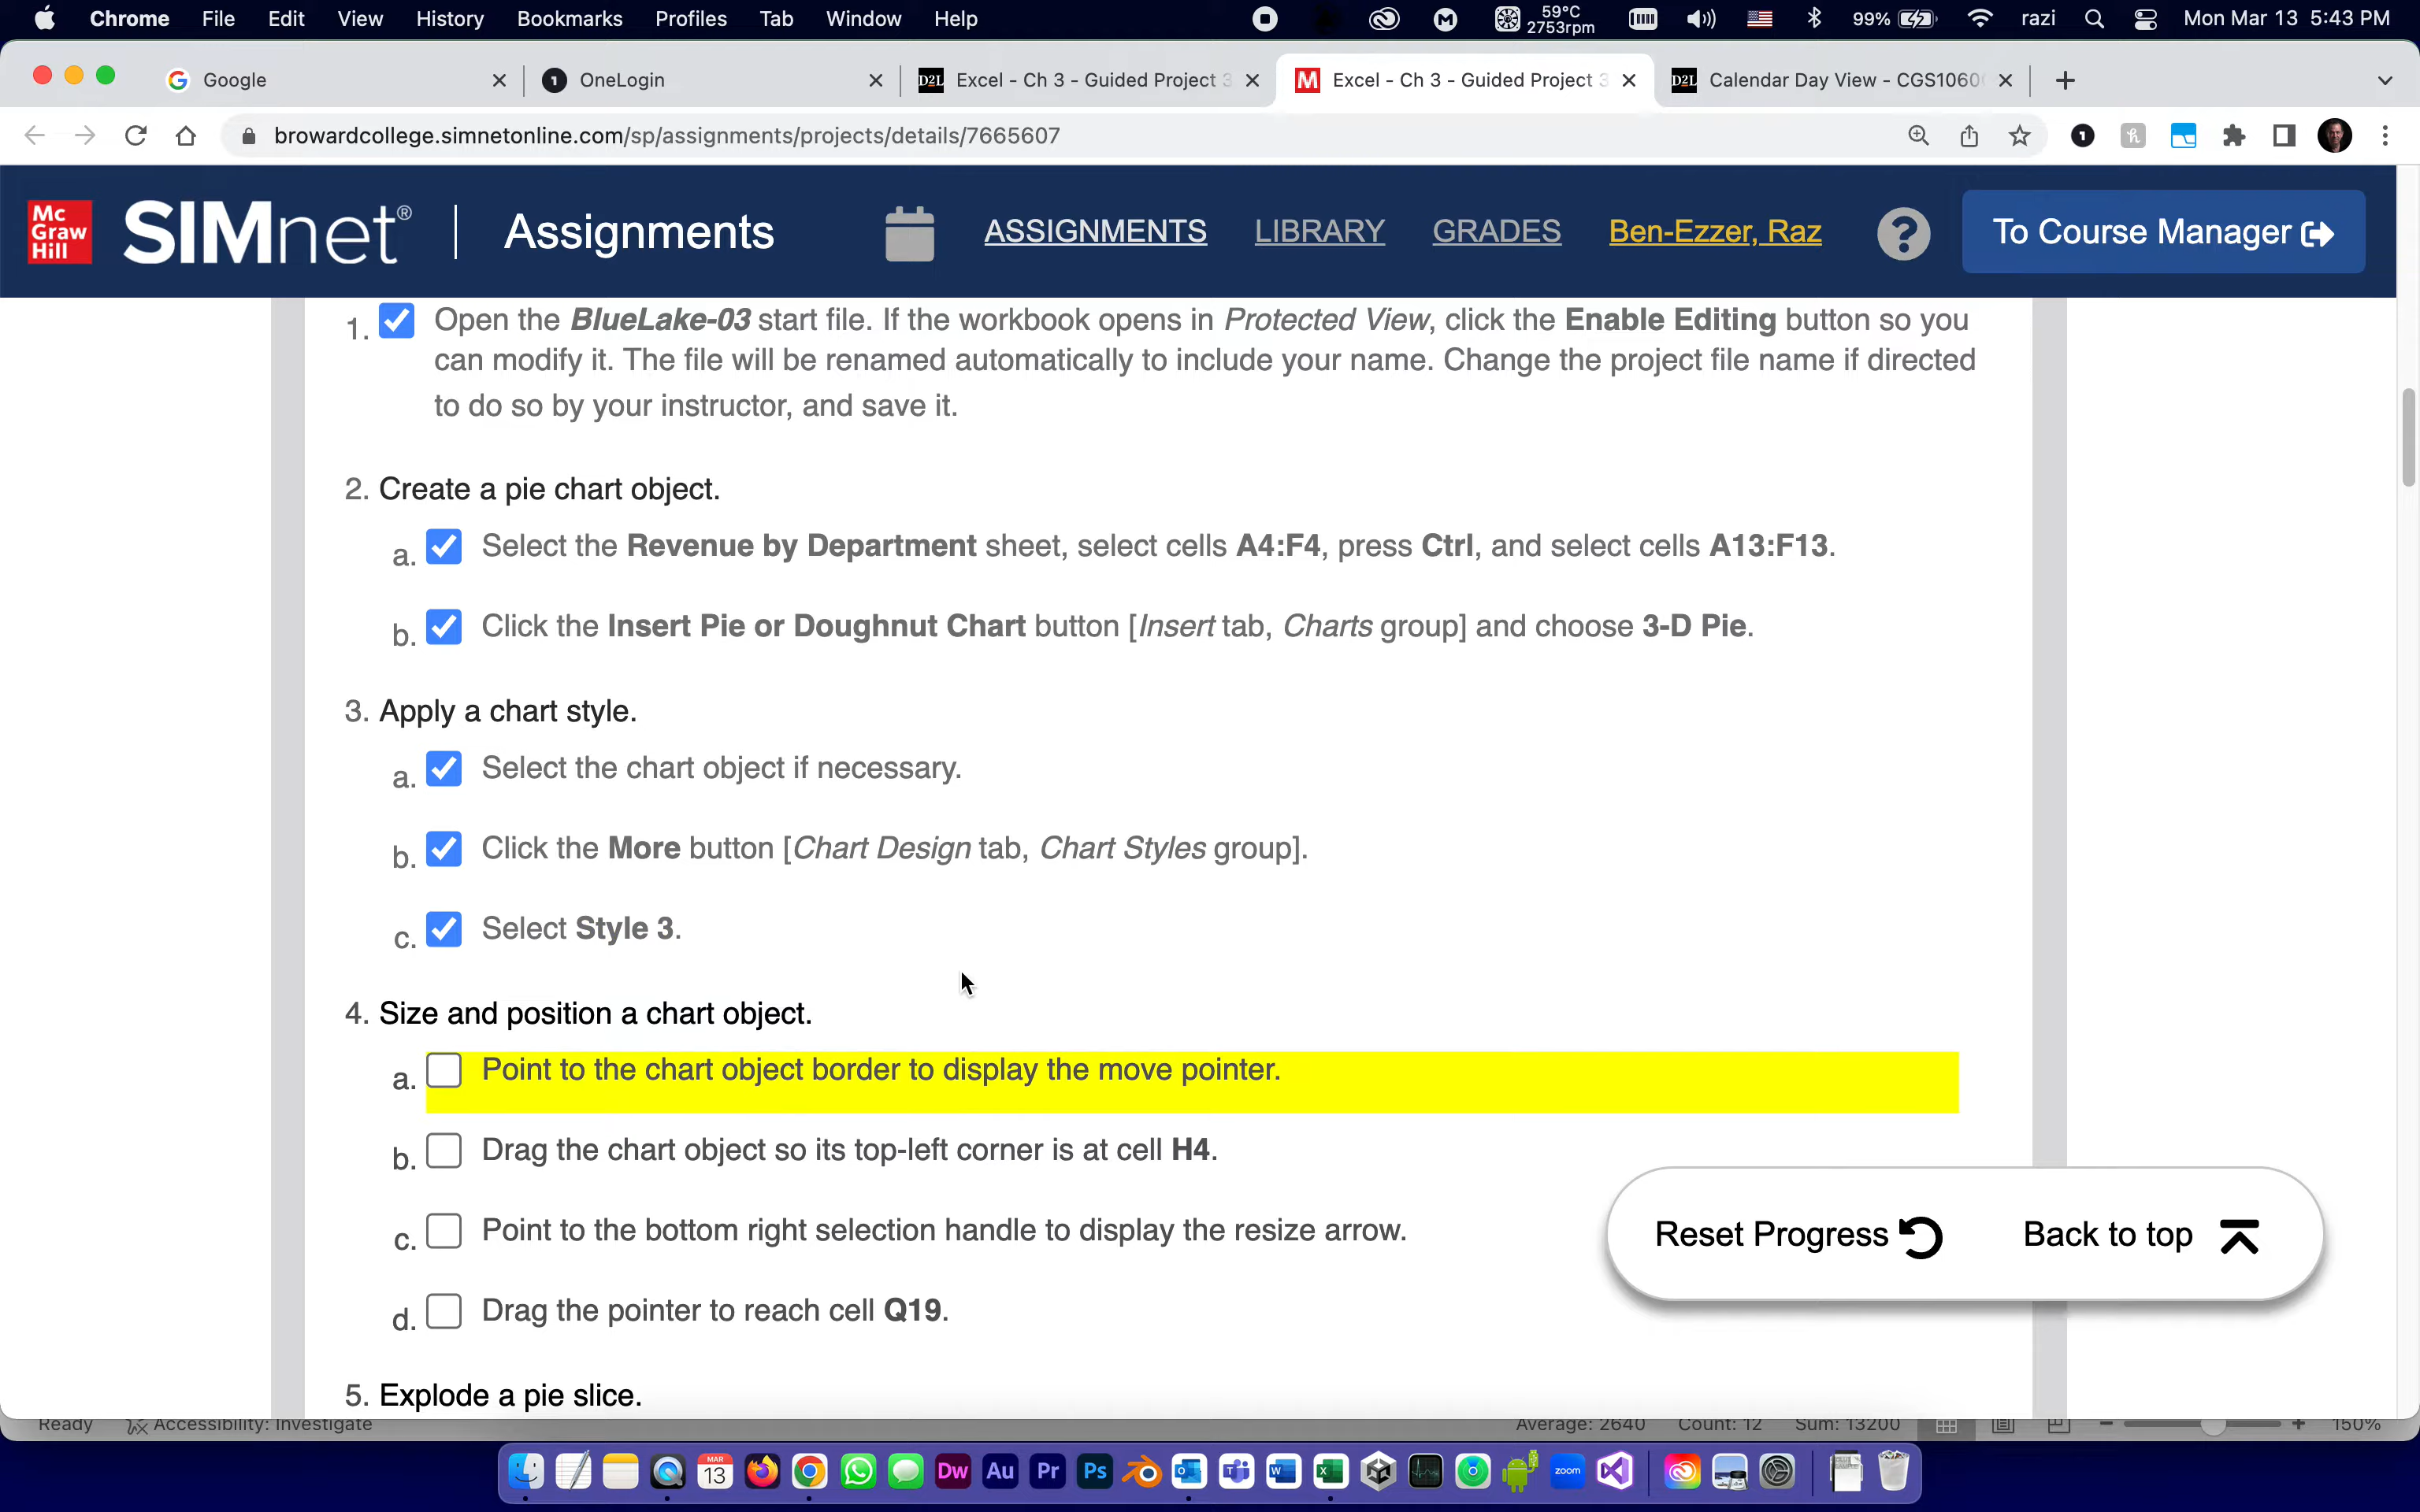 Chrome File Edit View History Bookmarks Profiles Tab Window Help 59°C 2753rpm 99% razi Mon Mar 13 5:43 PM
Google OneLogin D2L Excel - Ch 3 - Guided Project 3 M Excel - Ch 3 - Guided Project 3 D2L Calendar Day View - CGS1060
browardcollege.simnetonline.com/sp/assignments/projects/details/7665607
Mc Graw Hill SIMnet® Assignments ASSIGNMENTS LIBRARY GRADES Ben-Ezzer, Raz ? To Course Manager
1. Open the BlueLake-03 start file. If the workbook opens in Protected View, click the Enable Editing button so you
can modify it. The file will be renamed automatically to include your name. Change the project file name if directed
to do so by your instructor, and save it.
2. Create a pie chart object.
a. Select the Revenue by Department sheet, select cells A4:F4, press Ctrl, and select cells A13:F13.
b. Click the Insert Pie or Doughnut Chart button [Insert tab, Charts group] and choose 3-D Pie.
3. Apply a chart style.
a. Select the chart object if necessary.
b. Click the More button [Chart Design tab, Chart Styles group].
c. Select Style 3.
4. Size and position a chart object.
a. Point to the chart object border to display the move pointer.
b. Drag the chart object so its top-left corner is at cell H4.
c. Point to the bottom right selection handle to display the resize arrow.
Reset Progress Back to top
d. Drag the pointer to reach cell Q19.
5. Explode a pie slice.
Ready Accessibility: Investigate Average: 2640 Count: 12 Sum: 13200 150%
MAR 13 Dw Au Pr Ps zoom